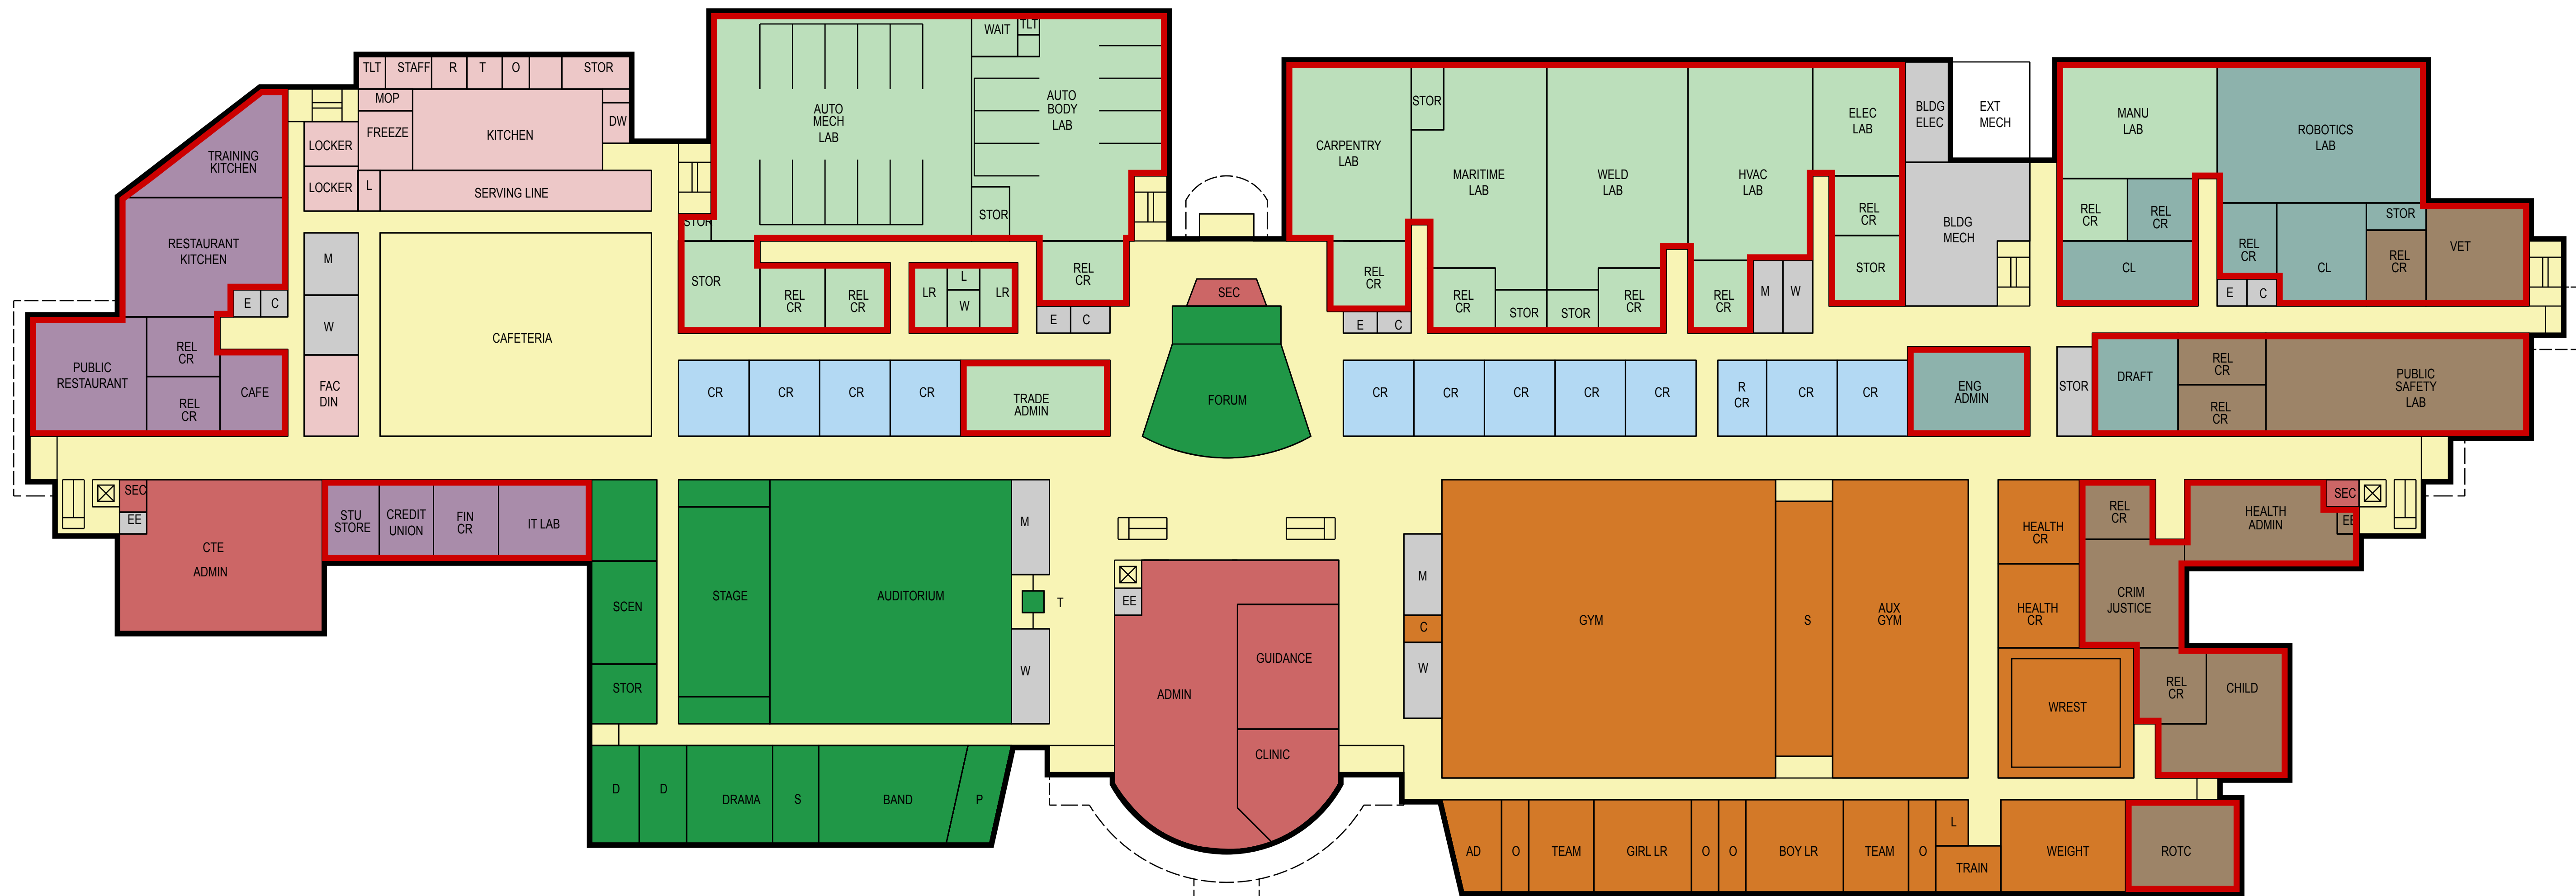 TLT
STAFF
R
T
O
STOR
MOP
FREEZE
KITCHEN
DW
LOCKER
LOCKER
L
SERVING LINE
TRAINING
KITCHEN
RESTAURANT
KITCHEN
E
C
M
W
FAC
DIN
CAFETERIA
PUBLIC
RESTAURANT
REL
CR
REL
CR
CAFE
AUTO
MECH
LAB
WAIT
TLT
AUTO
BODY
LAB
STOR
STOR
STOR
REL
CR
REL
CR
LR
L
W
LR
REL
CR
E
C
CR
CR
CR
CR
TRADE
ADMIN
SEC
FORUM
CARPENTRY
LAB
STOR
MARITIME
LAB
WELD
LAB
HVAC
LAB
ELEC
LAB
REL
CR
STOR
REL
CR
E
C
REL
CR
STOR
STOR
REL
CR
REL
CR
M
W
BLDG
ELEC
EXT
MECH
BLDG
MECH
CR
CR
CR
CR
CR
R
CR
CR
CR
ENG
ADMIN
MANU
LAB
ROBOTICS
LAB
REL
CR
REL
CR
CL
REL
CR
CL
STOR
REL
CR
VET
E
C
STOR
DRAFT
REL
CR
REL
CR
PUBLIC
SAFETY
LAB
SEC
EE
CTE
ADMIN
STU
STORE
CREDIT
UNION
FIN
CR
IT LAB
SCEN
STOR
STAGE
AUDITORIUM
M
T
W
D
D
DRAMA
S
BAND
P
EE
ADMIN
GUIDANCE
CLINIC
M
C
W
GYM
S
AUX
GYM
HEALTH
CR
HEALTH
CR
WREST
REL
CR
CRIM
JUSTICE
HEALTH
ADMIN
SEC
EE
REL
CR
CHILD
AD
O
TEAM
GIRL LR
O
O
BOY LR
TEAM
O
L
TRAIN
WEIGHT
ROTC